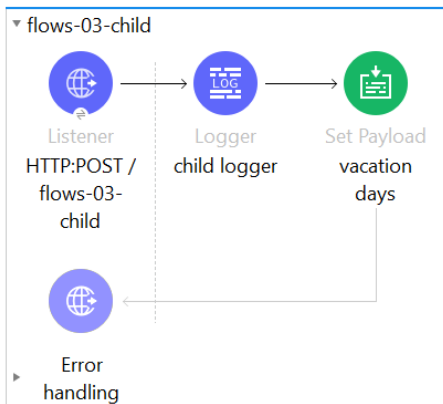 flows-03-child
LOG
Listener
Logger
Set Payload
HTTP:POST /
flows-03-
child
child logger
vacation
days
Error
handling